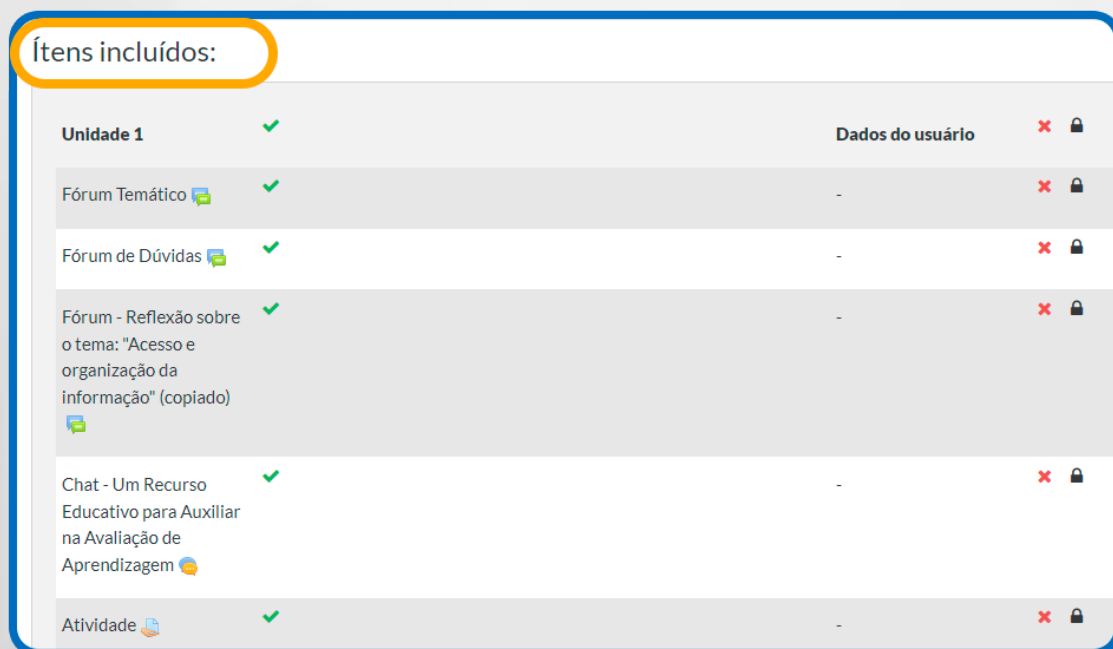 Ítens incluídos:
Unidade 1 Dados do usuário
Fórum Temático -
Fórum de Dúvidas -
Fórum - Reflexão sobre -
o tema: "Acesso e
organização da
informação" (copiado)
Chat - Um Recurso -
Educativo para Auxiliar
na Avaliação de
Aprendizagem
Atividade -